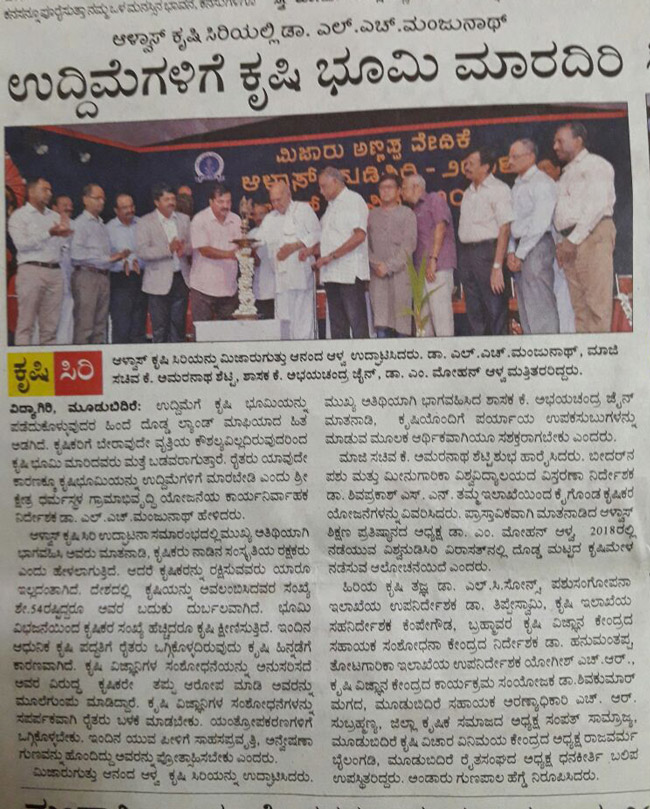 ಆಳ್ವಾಸ್ ಕೃಷಿ ಸಿರಿಯಲ್ಲಿ ಡಾ. ಎಲ್.ಎಚ್.ಮಂಜುನಾಥ್
ಉದ್ದಿಮೆಗಳಿಗೆ ಕೃಷಿ ಭೂಮಿ ಮಾರದಿರಿ
ಮಿಜಾರು ಅಣ್ಣಪ್ಪ ವೇದಿಕೆ
ಆಳ್ವಾಸ್ ನುಡಿಸಿರಿ -
ಕೃಷಿ ಸಿರಿ
ಆಳ್ವಾಸ್ ಕೃಷಿ ಸಿರಿಯನ್ನು ಮಿಜಾರುಗುತ್ತು ಆನಂದ ಆಳ್ವ ಉದ್ಘಾಟಿಸಿದರು. ಡಾ. ಎಲ್.ಎಚ್.ಮಂಜುನಾಥ್, ಮಾಜಿ
ಸಚಿವ ಕೆ. ಅಮರನಾಥ ಶೆಟ್ಟಿ, ಶಾಸಕ ಕೆ. ಅಭಯಚಂದ್ರ ಜೈನ್, ಡಾ. ಎಂ. ಮೋಹನ್ ಆಳ್ವ ಮತ್ತಿತರರಿದ್ದರು.
ವಿದ್ಯಾಗಿರಿ, ಮೂಡುಬಿದಿರೆ: ಉದ್ದಿಮೆಗೆ ಕೃಷಿ ಭೂಮಿಯನ್ನು
ಪಡೆದುಕೊಳ್ಳುವುದರ ಹಿಂದೆ ದೊಡ್ಡ ಲ್ಯಾಂಡ್ ಮಾಫಿಯಾದ ಹಿತ
ಅಡಗಿದೆ. ಕೃಷಿಕರಿಗೆ ಬೇರಾವುದೇ ವೃತ್ತಿಯ ಕೌಶಲ್ಯವಿಲ್ಲವಿರುವುದರಿಂದ
ಕೃಷಿ ಭೂಮಿ ಮಾರಿದವರು ಮತ್ತೆ ಬಡವರಾಗುತ್ತಾರೆ. ರೈತರು ಯಾವುದೇ
ಕಾರಣಕ್ಕೂ ಕೃಷಿಭೂಮಿಯನ್ನು ಉದ್ದಿಮೆಗಳಿಗೆ ಮಾರಬೇಡಿ ಎಂದು ಶ್ರೀ
ಕ್ಷೇತ್ರ ಧರ್ಮಸ್ಥಳ ಗ್ರಾಮಾಭಿವೃದ್ಧಿ ಯೋಜನೆಯ ಕಾರ್ಯನಿರ್ವಾಹಕ
ನಿರ್ದೇಶಕ ಡಾ. ಎಲ್.ಎಚ್.ಮಂಜುನಾಥ್ ಹೇಳಿದರು.
ಆಳ್ವಾಸ್ ಕೃಷಿ ಸಿರಿ ಉದ್ಘಾಟನಾ ಸಮಾರಂಭದಲ್ಲಿ ಮುಖ್ಯ ಅತಿಥಿಯಾಗಿ
ಭಾಗವಹಿಸಿ ಅವರು ಮಾತನಾಡಿ, ಕೃಷಿಕರು ನಾಡಿನ ಸಂಸ್ಕೃತಿಯ ರಕ್ಷಕರು
ಎಂದು ಹೇಳಲಾಗುತ್ತಿದೆ. ಆದರೆ ಕೃಷಿಕರನ್ನು ರಕ್ಷಿಸುವವರು ಯಾರೂ
ಇಲ್ಲದಂತಾಗಿದೆ. ದೇಶದಲ್ಲಿ ಕೃಷಿಯನ್ನು ಅವಲಂಬಿಸಿದವರ ಸಂಖ್ಯೆ
ಶೇ.54ರಷ್ಟಿದ್ದರೂ ಅವರ ಬದುಕು ದುರ್ಬಲವಾಗಿದೆ. ಭೂಮಿ
ವಿಭಜನೆಯಿಂದ ಕೃಷಿಕರ ಸಂಖ್ಯೆ ಹೆಚ್ಚಿದ್ದರೂ ಕೃಷಿ ಕ್ಷೀಣಿಸುತ್ತಿದೆ. ಇಂದಿನ
ಆಧುನಿಕ ಕೃಷಿ ಪದ್ಧತಿಗೆ ರೈತರು ಒಗ್ಗಿಕೊಳ್ಳದಿರುವುದು ಕೃಷಿ ಹಿನ್ನಡೆಗೆ
ಕಾರಣವಾಗಿದೆ. ಕೃಷಿ ವಿಜ್ಞಾನಿಗಳ ಸಂಶೋಧನೆಯನ್ನು ಅನುಸರಿಸದೆ
ಅವರ ವಿರುದ್ಧ ಕೃಷಿಕರೇ ತಪ್ಪು ಆರೋಪ ಮಾಡಿ ಅವರನ್ನು
ಮೂಲೆಗುಂಪು ಮಾಡಿದ್ದಾರೆ. ಕೃಷಿ ವಿಜ್ಞಾನಿಗಳ ಸಂಶೋಧನೆಗಳನ್ನು
ಸಮರ್ಪಕವಾಗಿ ರೈತರು ಬಳಕೆ ಮಾಡಬೇಕು. ಯಂತ್ರೋಪಕರಣಗಳಿಗೆ
ಒಗ್ಗಿಕೊಳ್ಳಬೇಕು. ಇಂದಿನ ಯುವ ಪೀಳಿಗೆ ಸಾಹಸಪ್ರವೃತ್ತಿ, ಅನ್ವೇಷಣಾ
ಗುಣವನ್ನು ಹೊಂದಿದ್ದು ಅವರನ್ನು ಪ್ರೋತ್ಸಾಹಿಸಬೇಕು ಎಂದರು.
ಮಿಜಾರುಗುತ್ತು ಆನಂದ ಆಳ್ವ ಕೃಷಿ ಸಿರಿಯನ್ನು ಉದ್ಘಾಟಿಸಿದರು.
ಮುಖ್ಯ ಅತಿಥಿಯಾಗಿ ಭಾಗವಹಿಸಿದ ಶಾಸಕ ಕೆ. ಅಭಯಚಂದ್ರ ಜೈನ್
ಮಾತನಾಡಿ, ಕೃಷಿಯೊಂದಿಗೆ ಪರ್ಯಾಯ ಉಪಕಸುಬುಗಳನ್ನು
ಮಾಡುವ ಮೂಲಕ ಆರ್ಥಿಕವಾಗಿಯೂ ಸಶಕ್ತರಾಗಬೇಕು ಎಂದರು.
ಮಾಜಿ ಸಚಿವ ಕೆ. ಅಮರನಾಥ ಶೆಟ್ಟಿ ಶುಭ ಹಾರೈಸಿದರು. ಬೀದರ್‌ನ
ಪಶು ಮತ್ತು ಮೀನುಗಾರಿಕಾ ವಿಶ್ವವಿದ್ಯಾಲಯದ ವಿಸ್ತರಣಾ ನಿರ್ದೇಶಕ
ಡಾ. ಶಿವಪ್ರಕಾಶ್ ಎಸ್. ಎನ್. ತಮ್ಮ ಇಲಾಖೆಯಿಂದ ಕೈಗೊಂಡ ಕೃಷಿಕರ
ಯೋಜನೆಗಳನ್ನು ವಿವರಿಸಿದರು. ಪ್ರಾಸ್ತಾವಿಕವಾಗಿ ಮಾತನಾಡಿದ ಆಳ್ವಾಸ್
ಶಿಕ್ಷಣ ಪ್ರತಿಷ್ಠಾನದ ಅಧ್ಯಕ್ಷ ಡಾ. ಎಂ. ಮೋಹನ್ ಆಳ್ವ, 2018ರಲ್ಲಿ
ನಡೆಯುವ ವಿಶ್ವನುಡಿಸಿರಿ ವಿರಾಸತ್‌ನಲ್ಲಿ ದೊಡ್ಡ ಮಟ್ಟದ ಕೃಷಿಮೇಳ
ನಡೆಸುವ ಆಲೋಚನೆಯಿದೆ ಎಂದರು.
ಹಿರಿಯ ಕೃಷಿ ತಜ್ಞ ಡಾ. ಎಲ್.ಸಿ.ಸೋನ್ಸ್, ಪಶುಸಂಗೋಪನಾ
ಇಲಾಖೆಯ ಉಪನಿರ್ದೇಶಕ ಡಾ. ತಿಪ್ಪೇಸ್ವಾಮಿ, ಕೃಷಿ ಇಲಾಖೆಯ
ಸಹನಿರ್ದೇಶಕ ಕೆಂಪೇಗೌಡ, ಬ್ರಹ್ಮಾವರ ಕೃಷಿ ವಿಜ್ಞಾನ ಕೇಂದ್ರದ
ಸಹಾಯಕ ಸಂಶೋಧನಾ ಕೇಂದ್ರದ ನಿರ್ದೇಶಕ ಡಾ. ಹನುಮಂತಪ್ಪ,
ತೋಟಗಾರಿಕಾ ಇಲಾಖೆಯ ಉಪನಿರ್ದೇಶಕ ಯೋಗೀಶ್ ಎಚ್.ಆರ್.,
ಕೃಷಿ ವಿಜ್ಞಾನ ಕೇಂದ್ರದ ಕಾರ್ಯಕ್ರಮ ಸಂಯೋಜಕ ಡಾ.ಶಿವಕುಮಾರ್
ಮಗದ, ಮೂಡುಬಿದಿರೆ ಸಹಾಯಕ ಅರಣ್ಯಾಧಿಕಾರಿ ಎಚ್. ಆರ್.
ಸುಬ್ರಹ್ಮಣ್ಯ, ಜಿಲ್ಲಾ ಕೃಷಿಕ ಸಮಾಜದ ಅಧ್ಯಕ್ಷ ಸಂಪತ್ ಸಾಮ್ರಾಜ್ಯ,
ಮೂಡುಬಿದಿರೆ ಕೃಷಿ ವಿಚಾರ ವಿನಿಮಯ ಕೇಂದ್ರದ ಅಧ್ಯಕ್ಷ ರಾಜವರ್ಮ
ಬೈಲಂಗಡಿ, ಮೂಡುಬಿದಿರೆ ರೈತಸಂಘದ ಅಧ್ಯಕ್ಷ ಧನಕೀರ್ತಿ ಬಲಿಪ
ಉಪಸ್ಥಿತರಿದ್ದರು. ಅಂಡಾರು ಗುಣಪಾಲ ಹೆಗ್ಡೆ ನಿರೂಪಿಸಿದರು.